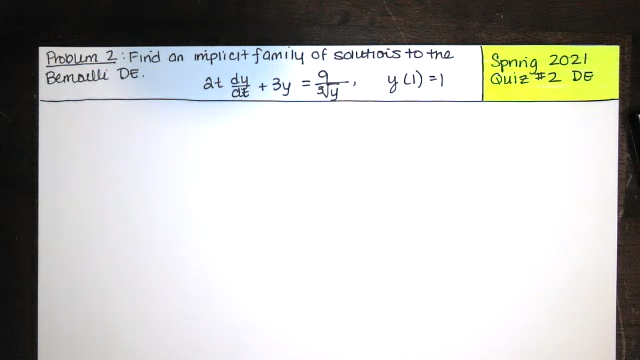 Problem 2: Find an implicit family of solutions to the
Bernoulli DE.
2t dy/dt + 3y = 9/∛y, y(1) = 1
Spring 2021
Quiz #2 DE